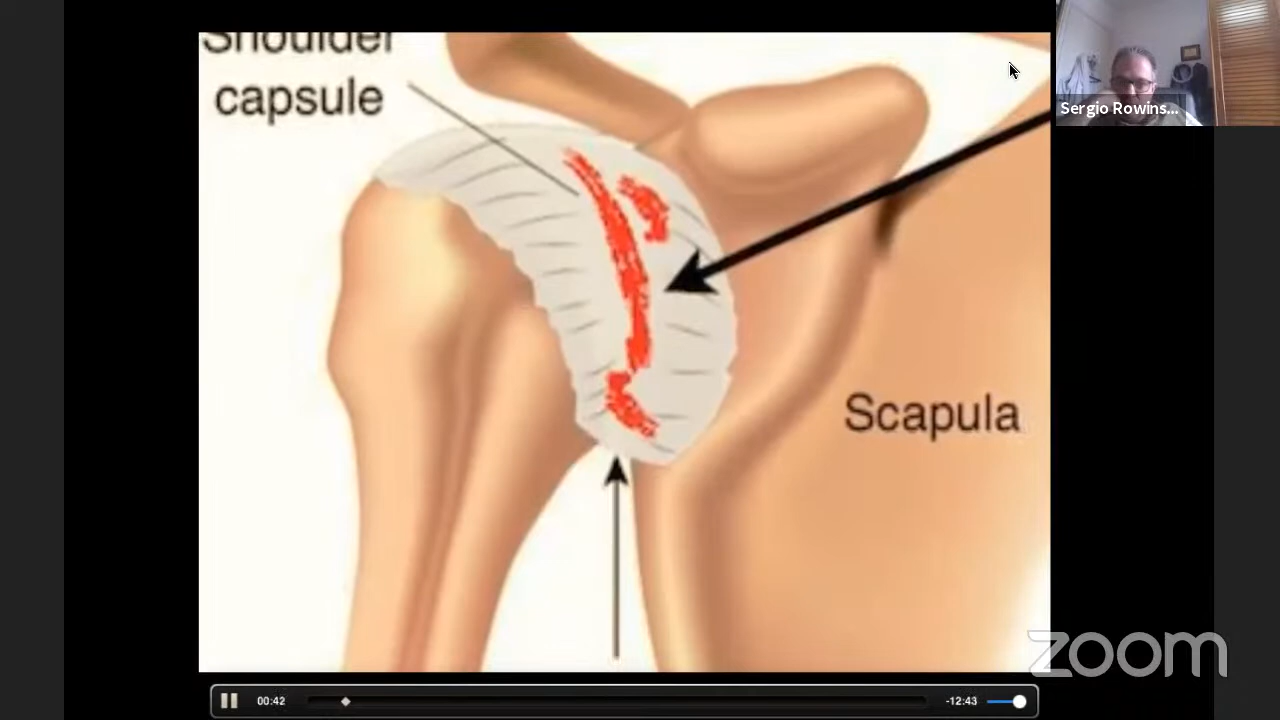 Shoulder
capsule
Sergio Rowins...
Scapula
zoom
00:42
-12:43